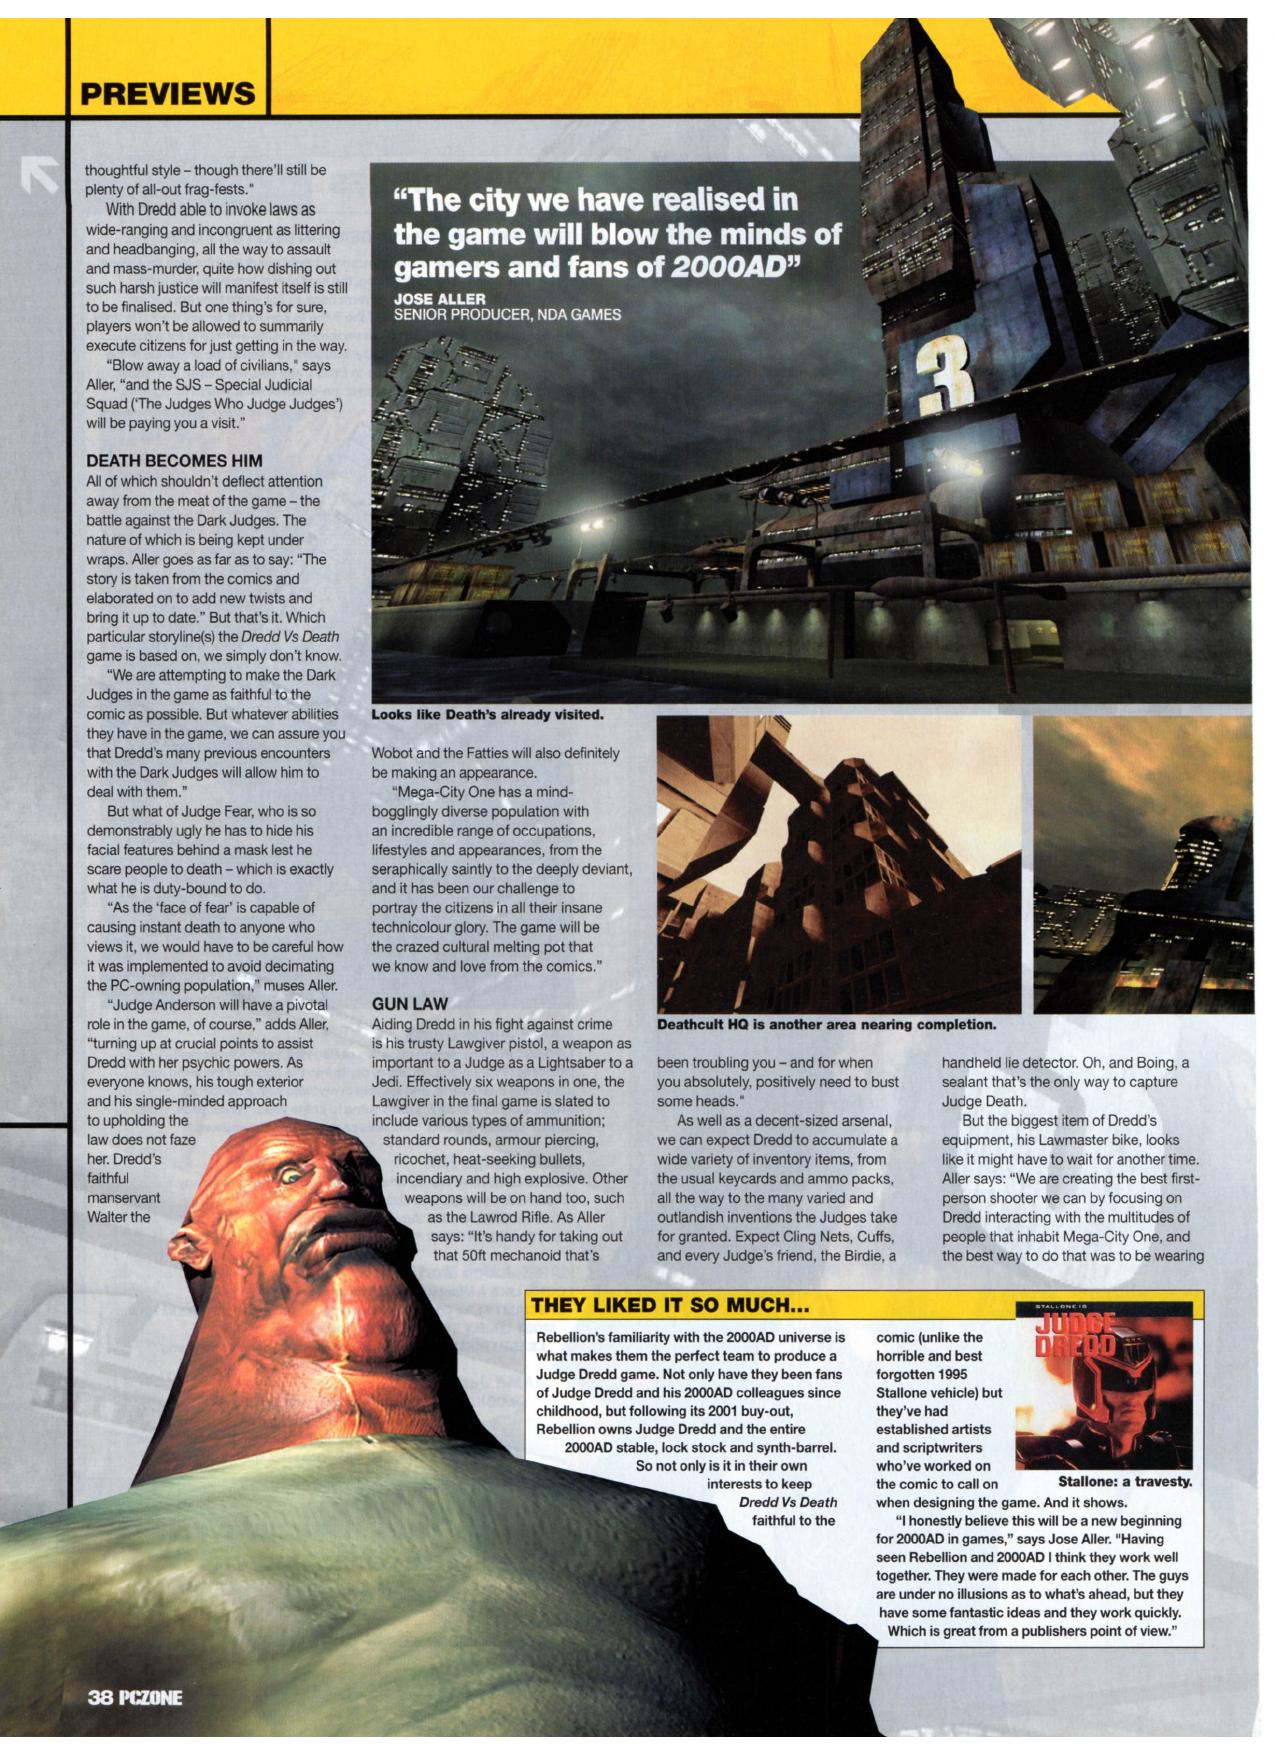 PREVIEWS
thoughtful style – though there'll still be
plenty of all-out frag-fests."
With Dredd able to invoke laws as
wide-ranging and incongruent as littering
and headbanging, all the way to assault
and mass-murder, quite how dishing out
such harsh justice will manifest itself is still
to be finalised. But one thing's for sure,
players won't be allowed to summarily
execute citizens for just getting in the way.
"Blow away a load of civilians," says
Aller, "and the SJS – Special Judicial
Squad ('The Judges Who Judge Judges')
will be paying you a visit."
DEATH BECOMES HIM
All of which shouldn't deflect attention
away from the meat of the game – the
battle against the Dark Judges. The
nature of which is being kept under
wraps. Aller goes as far as to say: "The
story is taken from the comics and
elaborated on to add new twists and
bring it up to date." But that's it. Which
particular storyline(s) the Dredd Vs Death
game is based on, we simply don't know.
"We are attempting to make the Dark
Judges in the game as faithful to the
comic as possible. But whatever abilities
they have in the game, we can assure you
that Dredd's many previous encounters
with the Dark Judges will allow him to
deal with them."
But what of Judge Fear, who is so
demonstrably ugly he has to hide his
facial features behind a mask lest he
scare people to death – which is exactly
what he is duty-bound to do.
"As the 'face of fear' is capable of
causing instant death to anyone who
views it, we would have to be careful how
it was implemented to avoid decimating
the PC-owning population," muses Aller.
"Judge Anderson will have a pivotal
role in the game, of course," adds Aller,
"turning up at crucial points to assist
Dredd with her psychic powers. As
everyone knows, his tough exterior
and his single-minded approach
to upholding the
law does not faze
her. Dredd's
faithful
manservant
Walter the
"The city we have realised in
the game will blow the minds of
gamers and fans of 2000AD"
JOSE ALLER
SENIOR PRODUCER, NDA GAMES
3
Looks like Death's already visited.
Wobot and the Fatties will also definitely
be making an appearance.
"Mega-City One has a mind-
bogglingly diverse population with
an incredible range of occupations,
lifestyles and appearances, from the
seraphically saintly to the deeply deviant,
and it has been our challenge to
portray the citizens in all their insane
technicolour glory. The game will be
the crazed cultural melting pot that
we know and love from the comics."
GUN LAW
Aiding Dredd in his fight against crime
is his trusty Lawgiver pistol, a weapon as
important to a Judge as a Lightsaber to a
Jedi. Effectively six weapons in one, the
Lawgiver in the final game is slated to
include various types of ammunition;
standard rounds, armour piercing,
ricochet, heat-seeking bullets,
incendiary and high explosive. Other
weapons will be on hand too, such
as the Lawrod Rifle. As Aller
says: "It's handy for taking out
that 50ft mechanoid that's
Deathcult HQ is another area nearing completion.
been troubling you – and for when
you absolutely, positively need to bust
some heads."
As well as a decent-sized arsenal,
we can expect Dredd to accumulate a
wide variety of inventory items, from
the usual keycards and ammo packs,
all the way to the many varied and
outlandish inventions the Judges take
for granted. Expect Cling Nets, Cuffs,
and every Judge's friend, the Birdie, a
handheld lie detector. Oh, and Boing, a
sealant that's the only way to capture
Judge Death.
But the biggest item of Dredd's
equipment, his Lawmaster bike, looks
like it might have to wait for another time.
Aller says: "We are creating the best first-
person shooter we can by focusing on
Dredd interacting with the multitudes of
people that inhabit Mega-City One, and
the best way to do that was to be wearing
THEY LIKED IT SO MUCH...
Rebellion's familiarity with the 2000AD universe is
what makes them the perfect team to produce a
Judge Dredd game. Not only have they been fans
of Judge Dredd and his 2000AD colleagues since
childhood, but following its 2001 buy-out,
Rebellion owns Judge Dredd and the entire
2000AD stable, lock stock and synth-barrel.
So not only is it in their own
interests to keep
Dredd Vs Death
faithful to the
comic (unlike the
horrible and best
forgotten 1995
Stallone vehicle) but
they've had
established artists
and scriptwriters
who've worked on
the comic to call on
when designing the game. And it shows.
"I honestly believe this will be a new beginning
for 2000AD in games," says Jose Aller. "Having
seen Rebellion and 2000AD I think they work well
together. They were made for each other. The guys
are under no illusions as to what's ahead, but they
have some fantastic ideas and they work quickly.
Which is great from a publishers point of view."
STALLONE IS
JUDGE
DREDD
Stallone: a travesty.
38 PCZONE